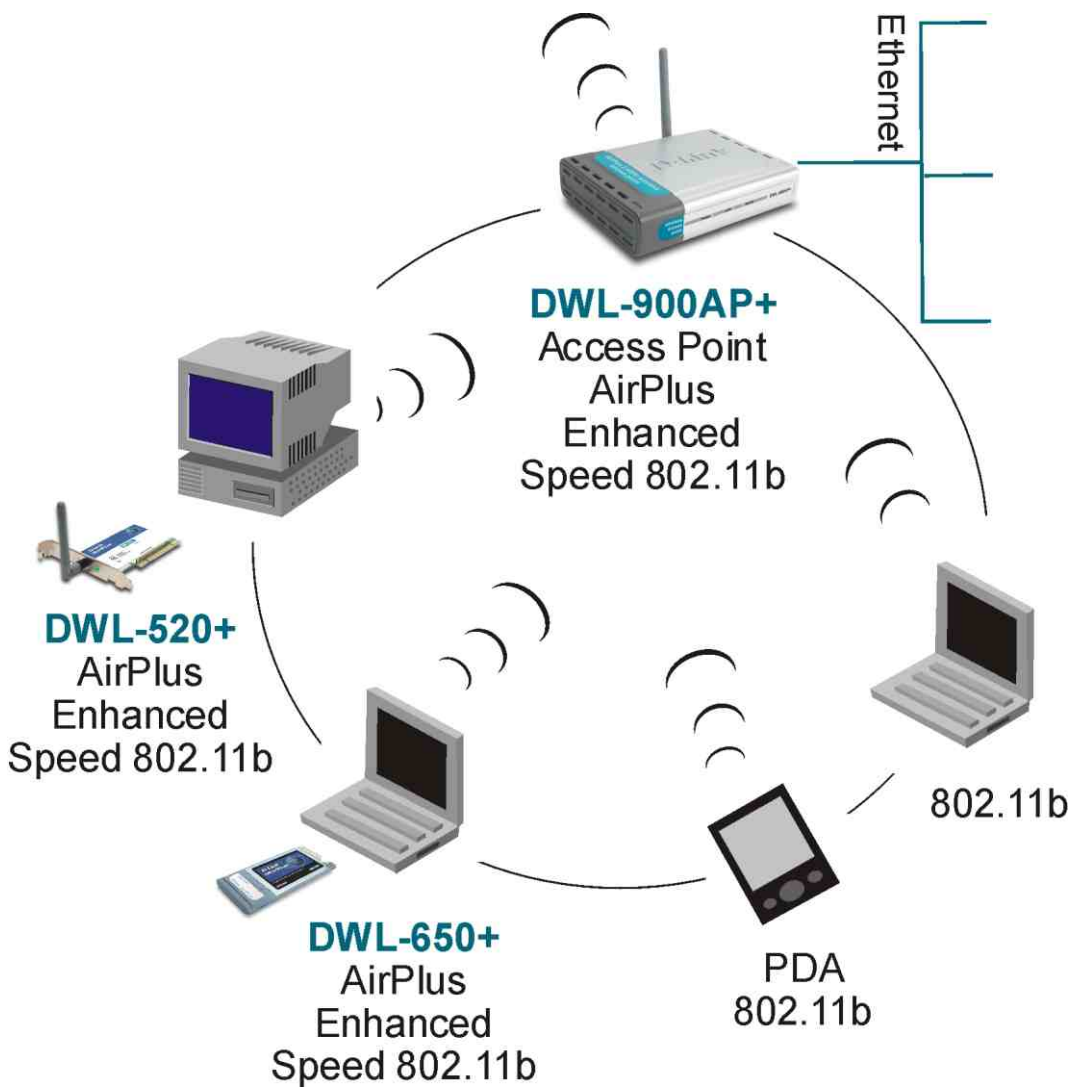 Ethernet
D-Link
DWL-900AP+
Access Point
AirPlus
Enhanced
Speed 802.11b
DWL-520+
AirPlus
Enhanced
Speed 802.11b
802.11b
DWL-650+
AirPlus
Enhanced
Speed 802.11b
PDA
802.11b